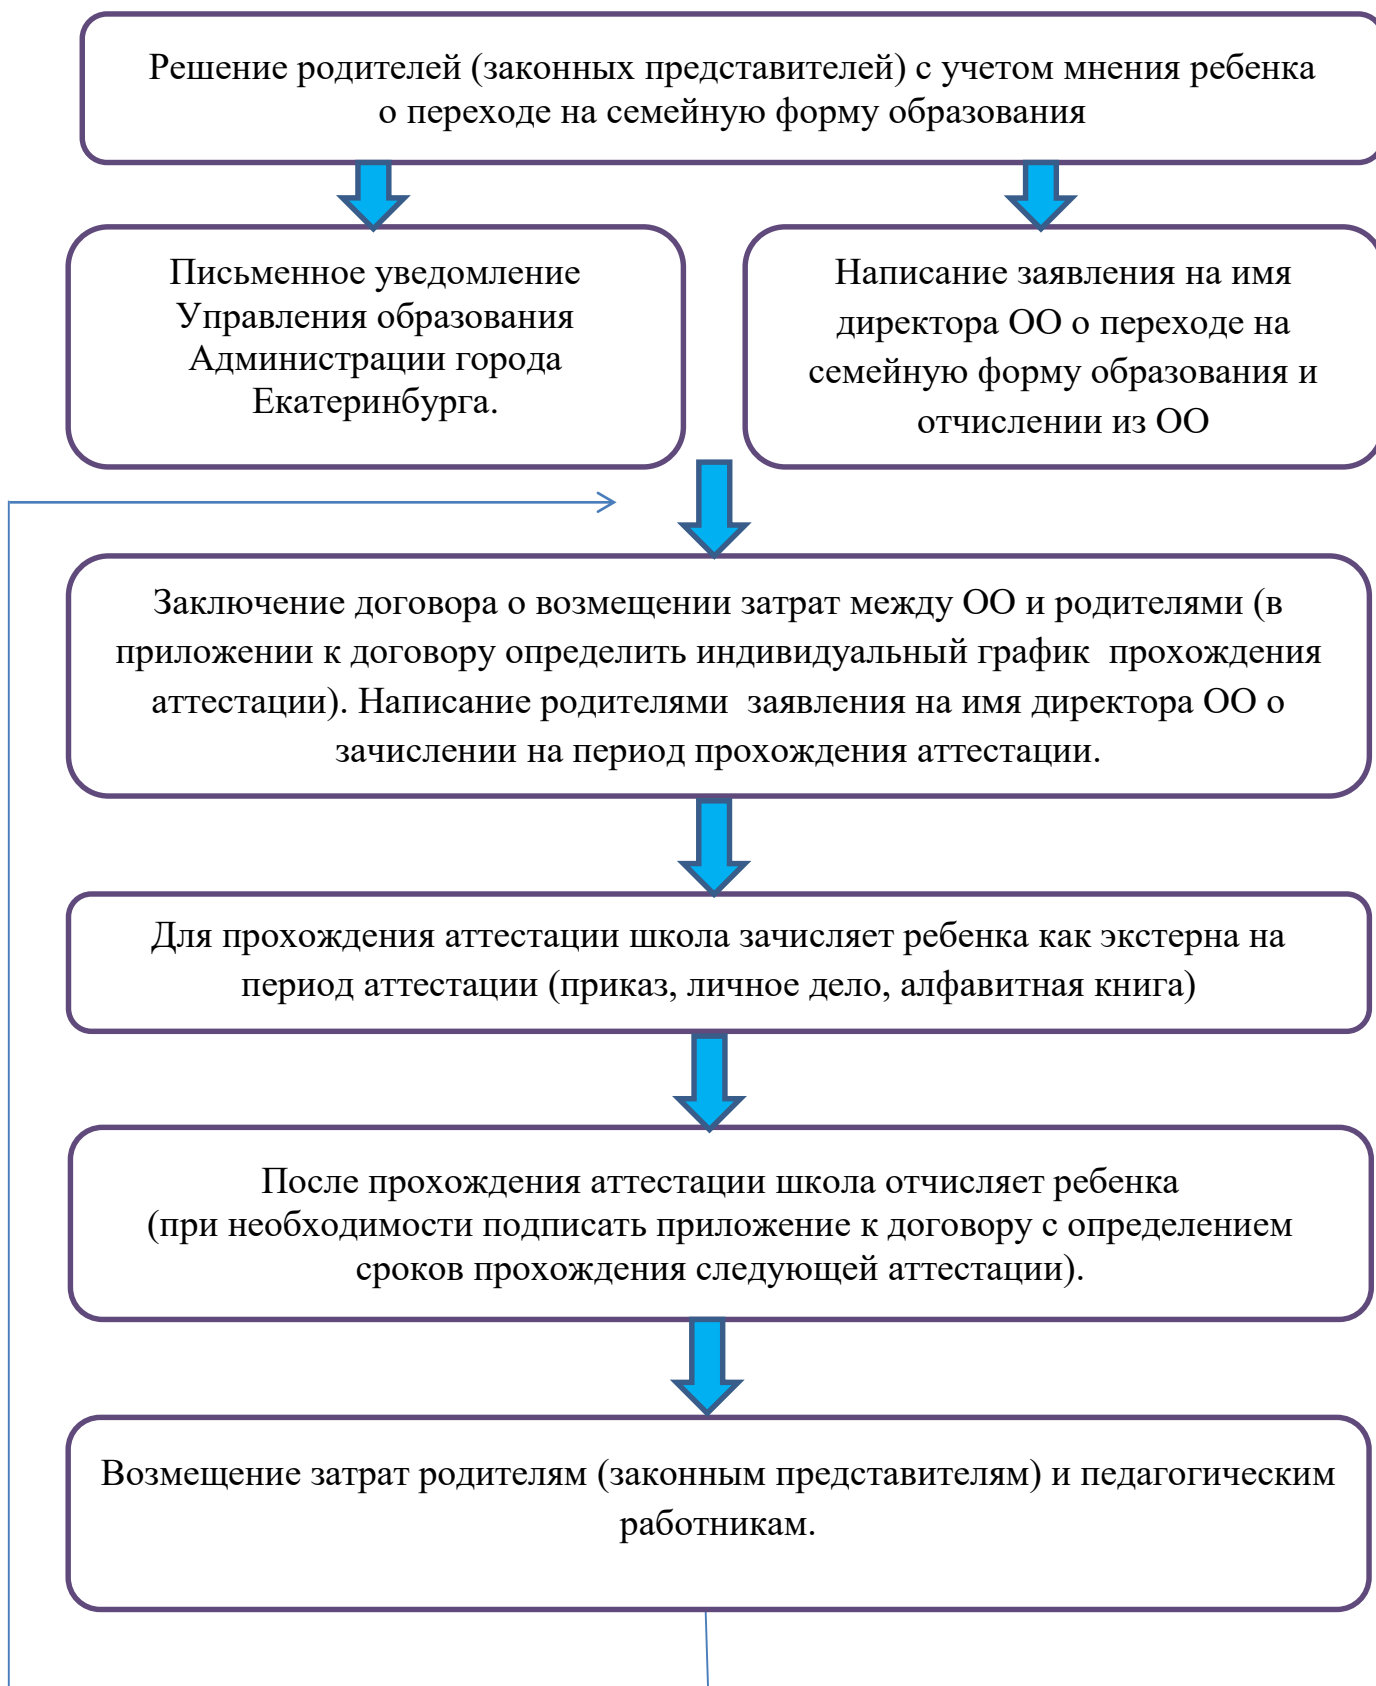 Решение родителей (законных представителей) с учетом мнения ребенка
о переходе на семейную форму образования
Письменное уведомление
Управления образования
Администрации города
Екатеринбурга.
Написание заявления на имя
директора ОО о переходе на
семейную форму образования и
отчислении из ОО
Заключение договора о возмещении затрат между ОО и родителями (в
приложении к договору определить индивидуальный график прохождения
аттестации). Написание родителями заявления на имя директора ОО о
зачислении на период прохождения аттестации.
Для прохождения аттестации школа зачисляет ребенка как экстерна на
период аттестации (приказ, личное дело, алфавитная книга)
После прохождения аттестации школа отчисляет ребенка
(при необходимости подписать приложение к договору с определением
сроков прохождения следующей аттестации).
Возмещение затрат родителям (законным представителям) и педагогическим
работникам.